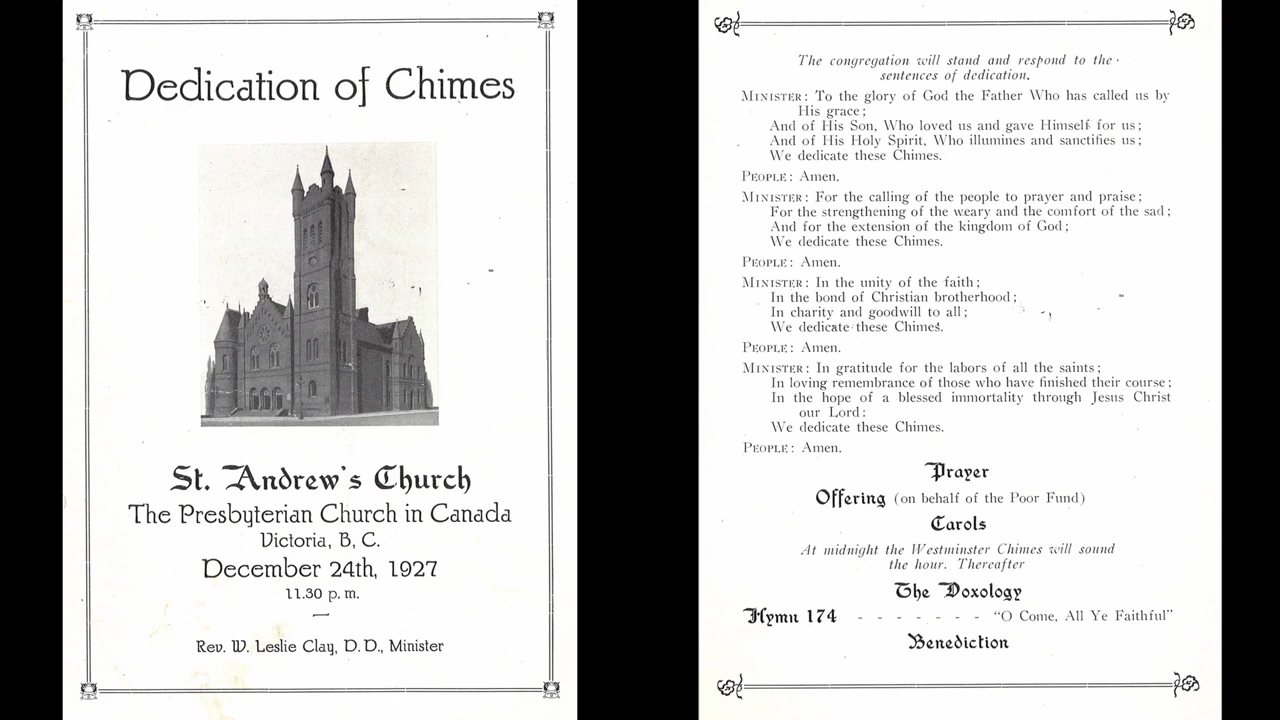 Dedication of Chimes
St. Andrew's Church
The Presbyterian Church in Canada
Victoria, B, C.
December 24th, 1927
11.30 p. m.
Rev. W. Leslie Clay, D. D., Minister
The congregation will stand and respond to the
sentences of dedication.
MINISTER: To the glory of God the Father Who has called us by
His grace;
And of His Son, Who loved us and gave Himself for us;
And of His Holy Spirit, Who illumines and sanctifies us;
We dedicate these Chimes.
PEOPLE: Amen.
MINISTER: For the calling of the people to prayer and praise;
For the strengthening of the weary and the comfort of the sad;
And for the extension of the kingdom of God;
We dedicate these Chimes.
PEOPLE: Amen.
MINISTER: In the unity of the faith;
In the bond of Christian brotherhood;
In charity and goodwill to all;
We dedicate these Chimes.
PEOPLE: Amen.
MINISTER: In gratitude for the labors of all the saints;
In loving remembrance of those who have finished their course;
In the hope of a blessed immortality through Jesus Christ
our Lord:
We dedicate these Chimes.
PEOPLE: Amen.
Prayer
Offering (on behalf of the Poor Fund)
Carols
At midnight the Westminster Chimes will sound
the hour. Thereafter
The Doxology
Hymn 174 - - - - - - - "O Come, All Ye Faithful"
Benediction